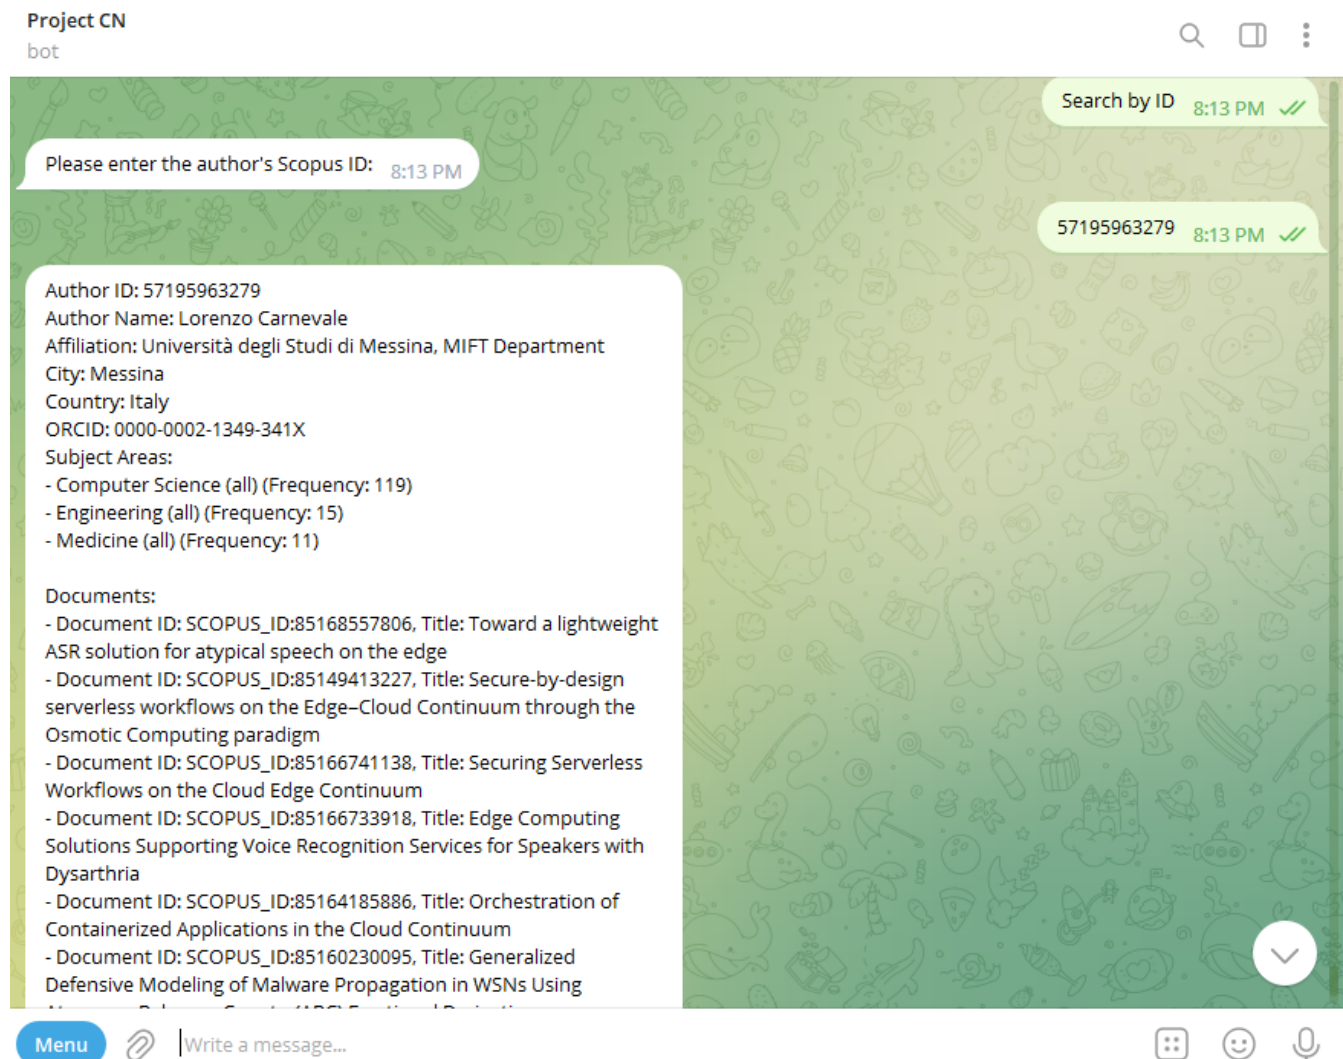 Project CN
bot
Search by ID 8:13 PM
Please enter the author's Scopus ID: 8:13 PM
57195963279 8:13 PM
Author ID: 57195963279
Author Name: Lorenzo Carnevale
Affiliation: Università degli Studi di Messina, MIFT Department
City: Messina
Country: Italy
ORCID: 0000-0002-1349-341X
Subject Areas:
- Computer Science (all) (Frequency: 119)
- Engineering (all) (Frequency: 15)
- Medicine (all) (Frequency: 11)
Documents:
- Document ID: SCOPUS_ID:85168557806, Title: Toward a lightweight
ASR solution for atypical speech on the edge
- Document ID: SCOPUS_ID:85149413227, Title: Secure-by-design
serverless workflows on the Edge–Cloud Continuum through the
Osmotic Computing paradigm
- Document ID: SCOPUS_ID:85166741138, Title: Securing Serverless
Workflows on the Cloud Edge Continuum
- Document ID: SCOPUS_ID:85166733918, Title: Edge Computing
Solutions Supporting Voice Recognition Services for Speakers with
Dysarthria
- Document ID: SCOPUS_ID:85164185886, Title: Orchestration of
Containerized Applications in the Cloud Continuum
- Document ID: SCOPUS_ID:85160230095, Title: Generalized
Defensive Modeling of Malware Propagation in WSNs Using
Menu
Write a message...